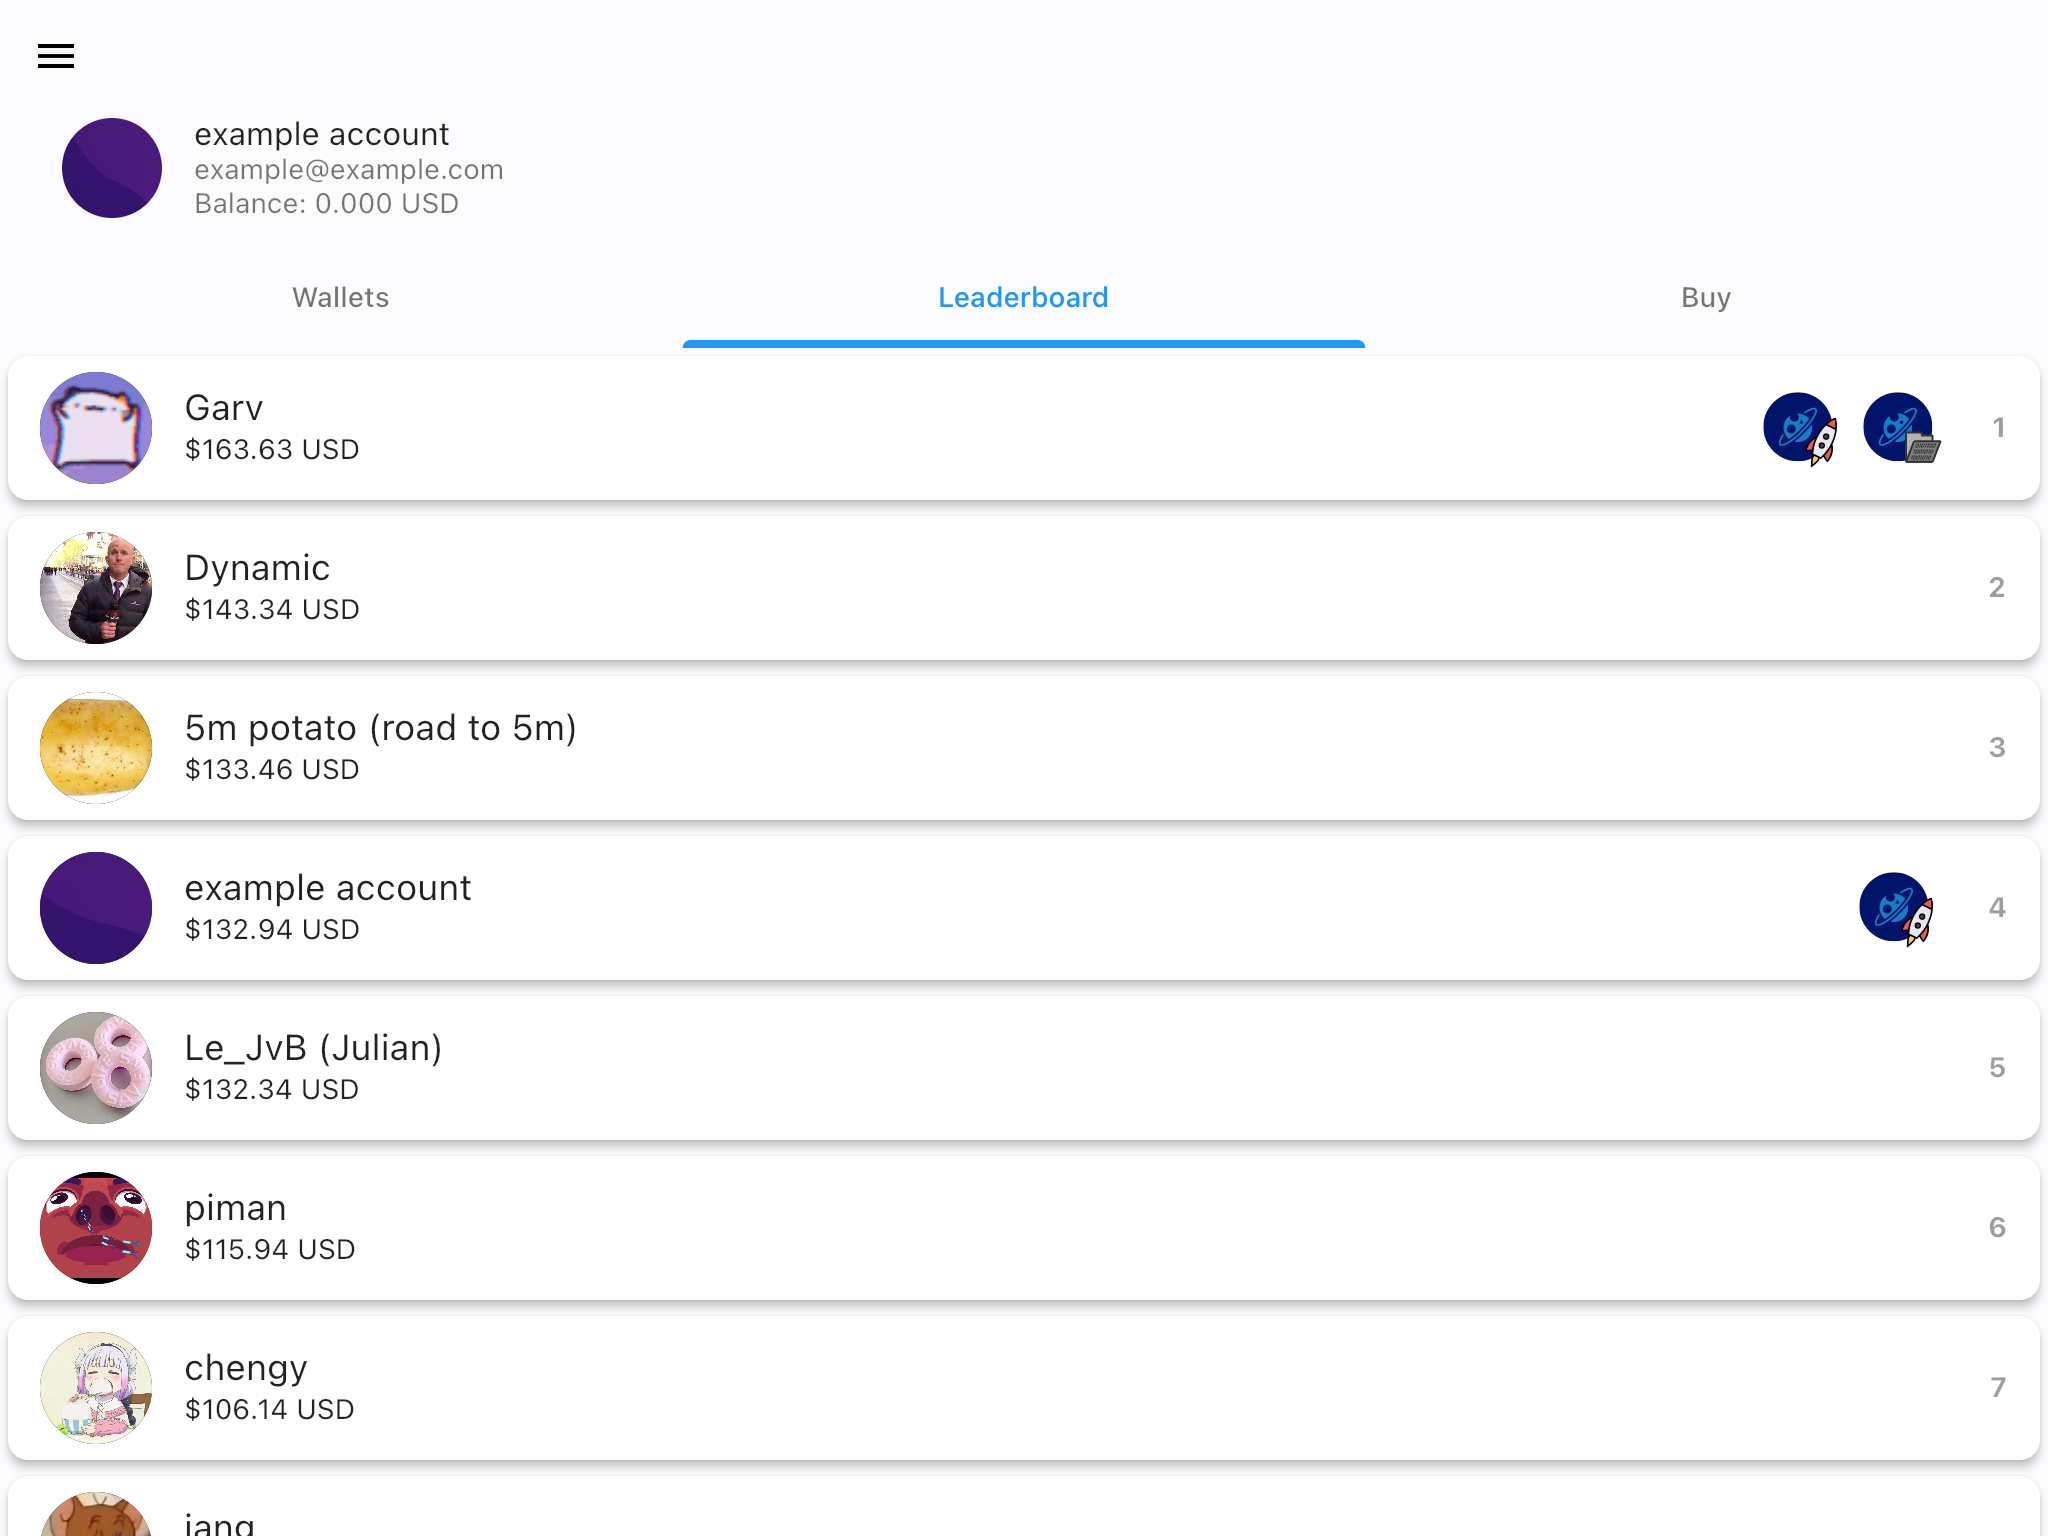 example account
example@example.com
Balance: 0.000 USD
Wallets
Leaderboard
Buy
Garv
$163.63 USD
1
Dynamic
$143.34 USD
2
5m potato (road to 5m)
$133.46 USD
3
example account
$132.94 USD
4
Le_JvB (Julian)
$132.34 USD
5
piman
$115.94 USD
6
chengy
$106.14 USD
7